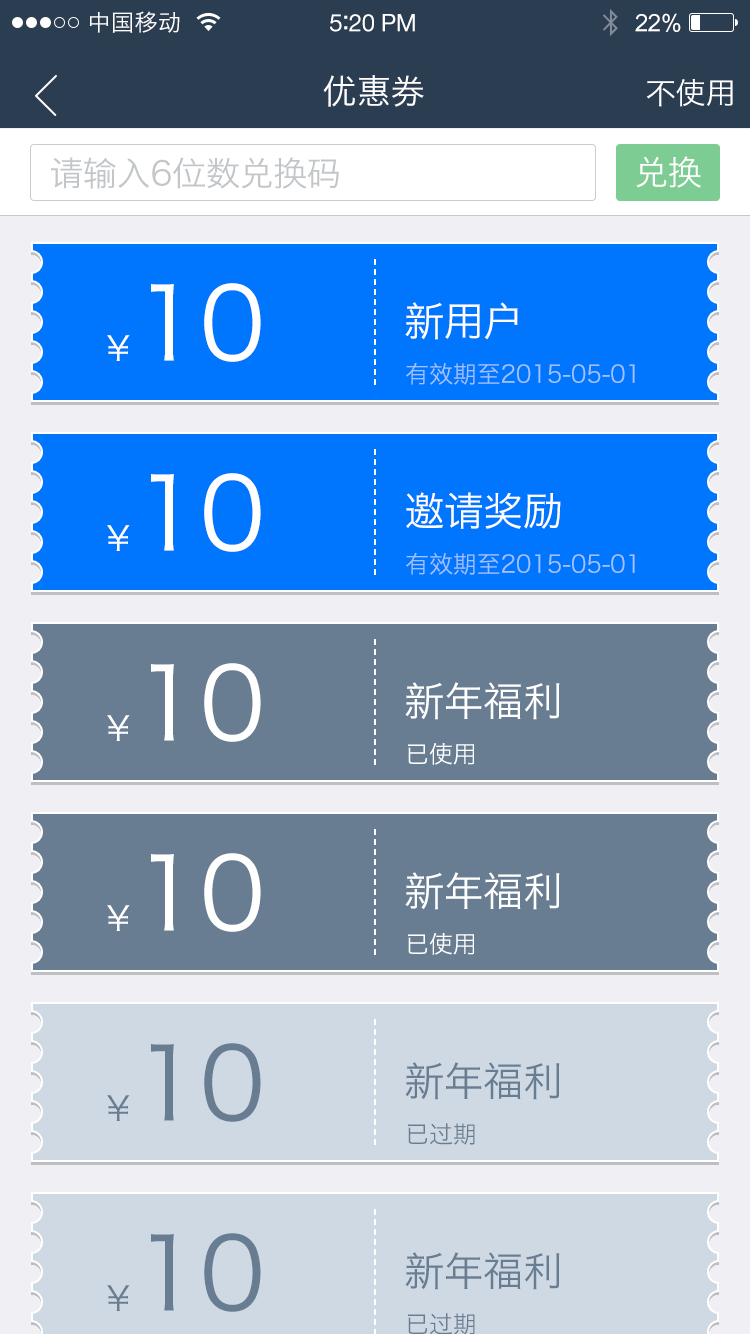 中国移动 5:20 PM 22%
优惠券 不使用
请输入6位数兑换码 兑换
¥10 新用户
有效期至2015-05-01
¥10 邀请奖励
有效期至2015-05-01
¥10 新年福利
已使用
¥10 新年福利
已使用
¥10 新年福利
已过期
¥10 新年福利
已过期